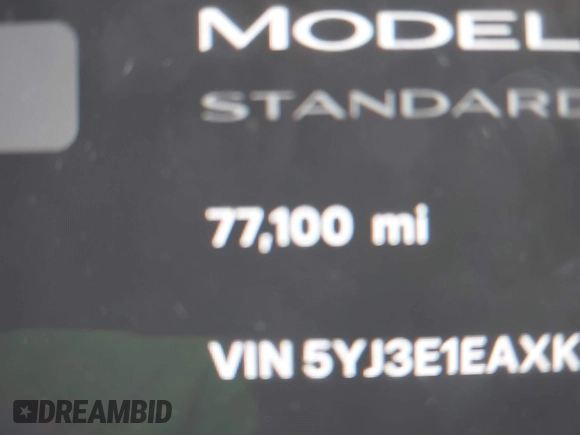 MODEL
STANDARD
77,100 mi
VIN 5YJ3E1EAXK
DREAMBID